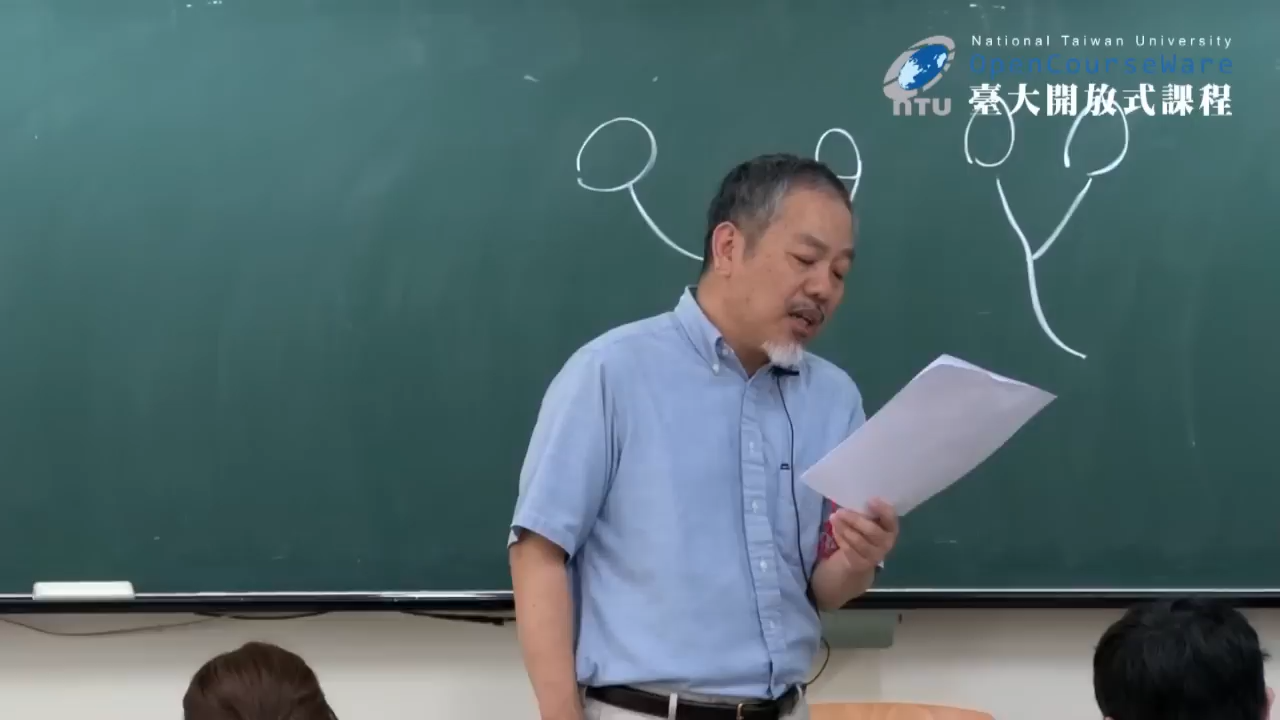 National Taiwan University
OpenCourseWare
NTU
臺大開放式課程